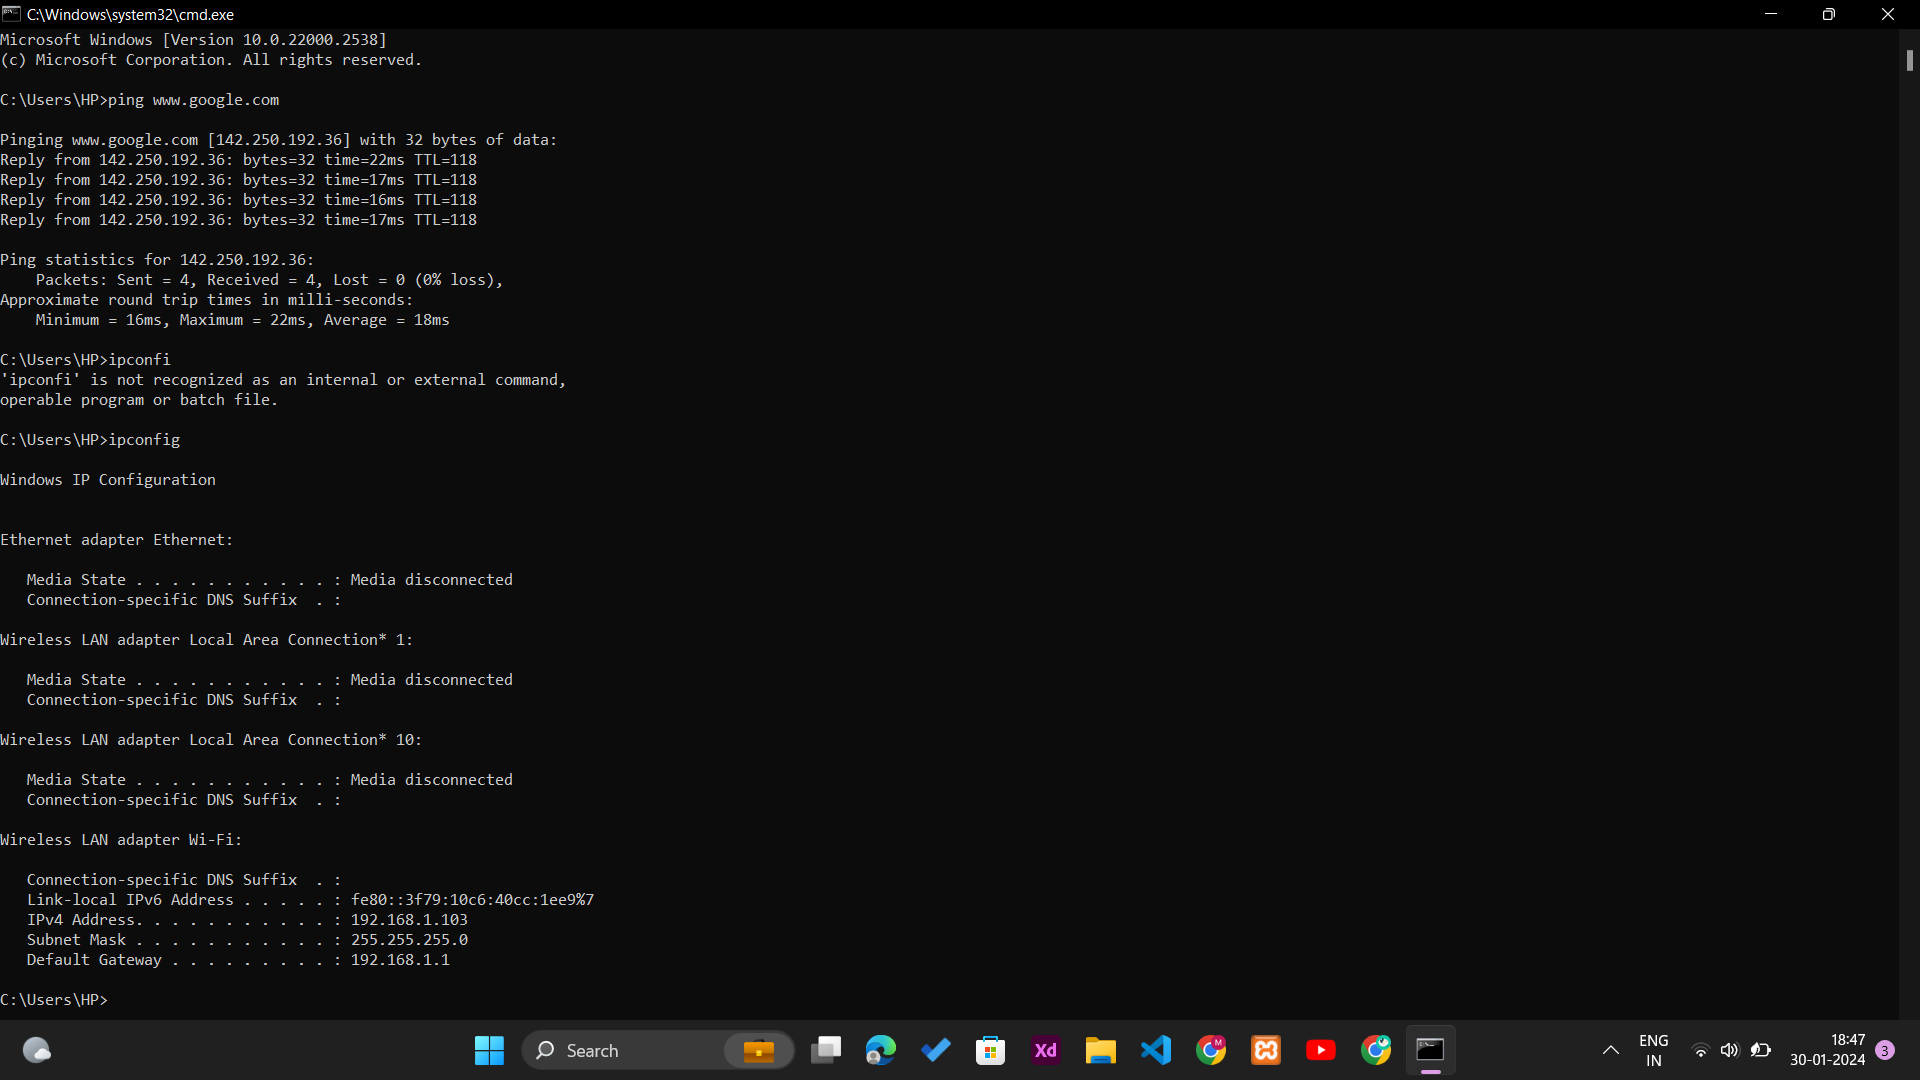 C:\Windows\system32\cmd.exe
Microsoft Windows [Version 10.0.22000.2538]
(c) Microsoft Corporation. All rights reserved.
C:\Users\HP>ping www.google.com
Pinging www.google.com [142.250.192.36] with 32 bytes of data:
Reply from 142.250.192.36: bytes=32 time=22ms TTL=118
Reply from 142.250.192.36: bytes=32 time=17ms TTL=118
Reply from 142.250.192.36: bytes=32 time=16ms TTL=118
Reply from 142.250.192.36: bytes=32 time=17ms TTL=118
Ping statistics for 142.250.192.36:
    Packets: Sent = 4, Received = 4, Lost = 0 (0% loss),
Approximate round trip times in milli-seconds:
    Minimum = 16ms, Maximum = 22ms, Average = 18ms
C:\Users\HP>ipconfi
'ipconfi' is not recognized as an internal or external command,
operable program or batch file.
C:\Users\HP>ipconfig
Windows IP Configuration
Ethernet adapter Ethernet:
   Media State . . . . . . . . . . . : Media disconnected
   Connection-specific DNS Suffix  . :
Wireless LAN adapter Local Area Connection* 1:
   Media State . . . . . . . . . . . : Media disconnected
   Connection-specific DNS Suffix  . :
Wireless LAN adapter Local Area Connection* 10:
   Media State . . . . . . . . . . . : Media disconnected
   Connection-specific DNS Suffix  . :
Wireless LAN adapter Wi-Fi:
   Connection-specific DNS Suffix  . :
   Link-local IPv6 Address . . . . . : fe80::3f79:10c6:40cc:1ee9%7
   IPv4 Address. . . . . . . . . . . : 192.168.1.103
   Subnet Mask . . . . . . . . . . . : 255.255.255.0
   Default Gateway . . . . . . . . . : 192.168.1.1
C:\Users\HP>
Search
Xd
M
ENG
IN
18:47
30-01-2024
3